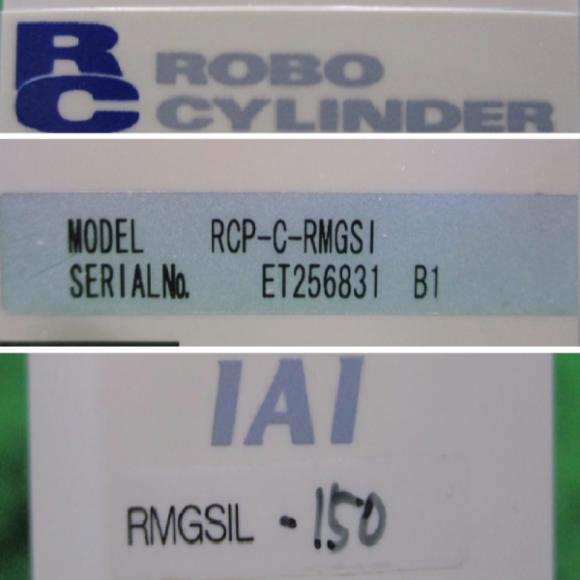 RC ROBO
CYLINDER
MODEL RCP-C-RMGSI
SERIALNo. ET256831 B1
IAI
RMGSIL -150